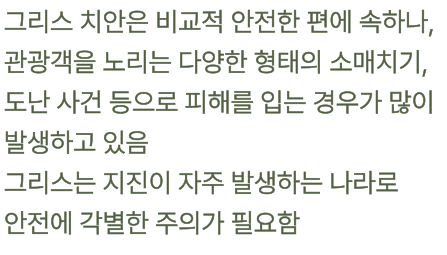 그리스 치안은 비교적 안전한 편에 속하나,
관광객을 노리는 다양한 형태의 소매치기,
도난 사건 등으로 피해를 입는 경우가 많이
발생하고 있음
그리스는 지진이 자주 발생하는 나라로
안전에 각별한 주의가 필요함